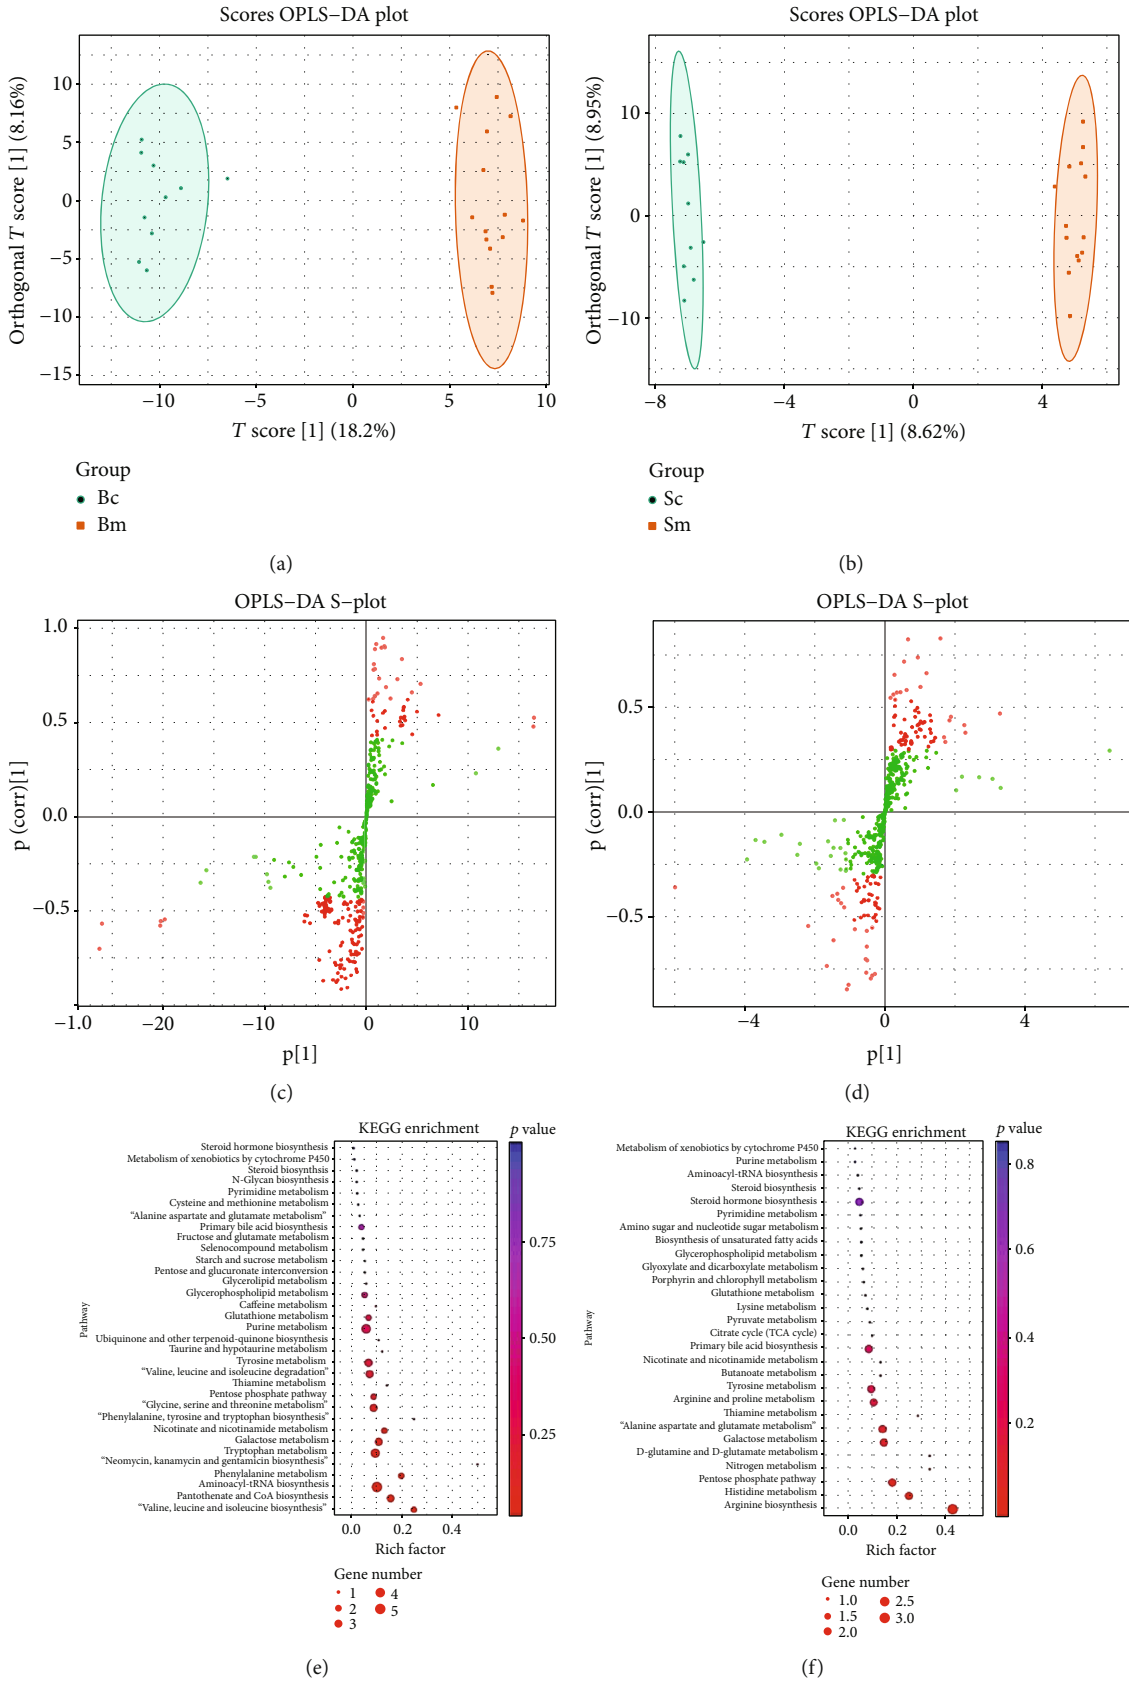 Scores OPLS−DA plot
Orthogonal T score [1] (8.16%)
10
5
0
−5
−10
−15
−10
−5
0
5
10
T score [1] (18.2%)
Group
Bc
Bm
(a)
Scores OPLS−DA plot
Orthogonal T score [1] (8.95%)
10
0
−10
−8
−4
0
4
T score [1] (8.62%)
Group
Sc
Sm
(b)
OPLS−DA S−plot
p (corr)[1]
1.0
0.5
0.0
−0.5
−1.0
−20
−10
0
10
p[1]
(c)
OPLS−DA S−plot
p (corr)[1]
0.5
0.0
−0.5
−4
0
4
p[1]
(d)
KEGG enrichment
Pathway
Steroid hormone biosynthesis
Metabolism of xenobiotics by cytochrome P450
Steroid biosynthsis
N-Glycan biosynthesis
Pyrimidine metabolism
Cysteine and methionine metabolism
“Alanine aspartate and glutamate metabolism”
Primary bile acid biosynthesis
Fructose and glutamate metabolism
Selenocompound metabolism
Starch and sucrose metabolism
Pentose and glucuronate interconversion
Glycerolipid metabolism
Glycerophospholipid metabolism
Caffeine metabolism
Glutathione metabolism
Purine metabolism
Ubiquinone and other terpenoid-quinone biosynthesis
Taurine and hypotaurine metabolism
Tyrosine metabolism
“Valine, leucine and isoleucine degradation”
Thiamine metabolism
Pentose phosphate pathway
“Glycine, serine and threonine metabolism”
“Phenylalanine, tyrosine and tryptophan biosynthesis”
Nicotinate and nicotinamide metabolism
Galactose metabolism
Tryptophan metabolism
“Neomycin, kanamycin and gentamicin biosynthesis”
Phenylalanine metabolism
Aminoacyl-tRNA biosynthesis
Pantothenate and CoA biosynthesis
“Valine, leucine and isoleucine biosynthesis”
0.0
0.2
0.4
Rich factor
p value
0.75
0.50
0.25
Gene number
1
2
3
4
5
(e)
KEGG enrichment
Pathway
Metabolism of xenobiotics by cytochrome P450
Purine metabolism
Aminoacyl-tRNA biosynthesis
Steroid biosynthesis
Steroid hormone biosynthesis
Pyrimidine metabolism
Amino sugar and nucleotide sugar metabolism
Biosynthesis of unsaturated fatty acids
Glycerophospholipid metabolism
Glyoxylate and dicarboxylate metabolism
Porphyrin and chlorophyll metabolism
Glutathione metabolism
Lysine metabolism
Pyruvate metabolism
Citrate cycle (TCA cycle)
Primary bile acid biosynthesis
Nicotinate and nicotinamide metabolism
Butanoate metabolism
Tyrosine metabolism
Arginine and proline metabolism
Thiamine metabolism
“Alanine aspartate and glutamate metabolism”
Galactose metabolism
D-glutamine and D-glutamate metabolism
Nitrogen metabolism
Pentose phosphate pathway
Histidine metabolism
Arginine biosynthesis
0.0
0.2
0.4
Rich factor
p value
0.8
0.6
0.4
0.2
Gene number
1.0
1.5
2.0
2.5
3.0
(f)